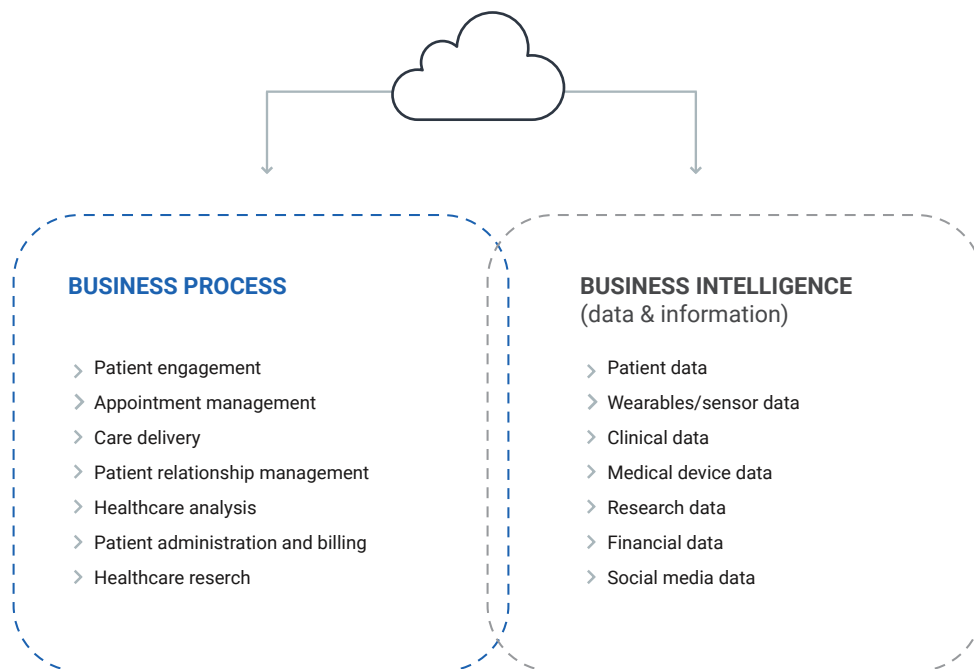 BUSINESS PROCESS
Patient engagement
Appointment management
Care delivery
Patient relationship management
Healthcare analysis
Patient administration and billing
Healthcare reserch
BUSINESS INTELLIGENCE
(data & information)
Patient data
Wearables/sensor data
Clinical data
Medical device data
Research data
Financial data
Social media data